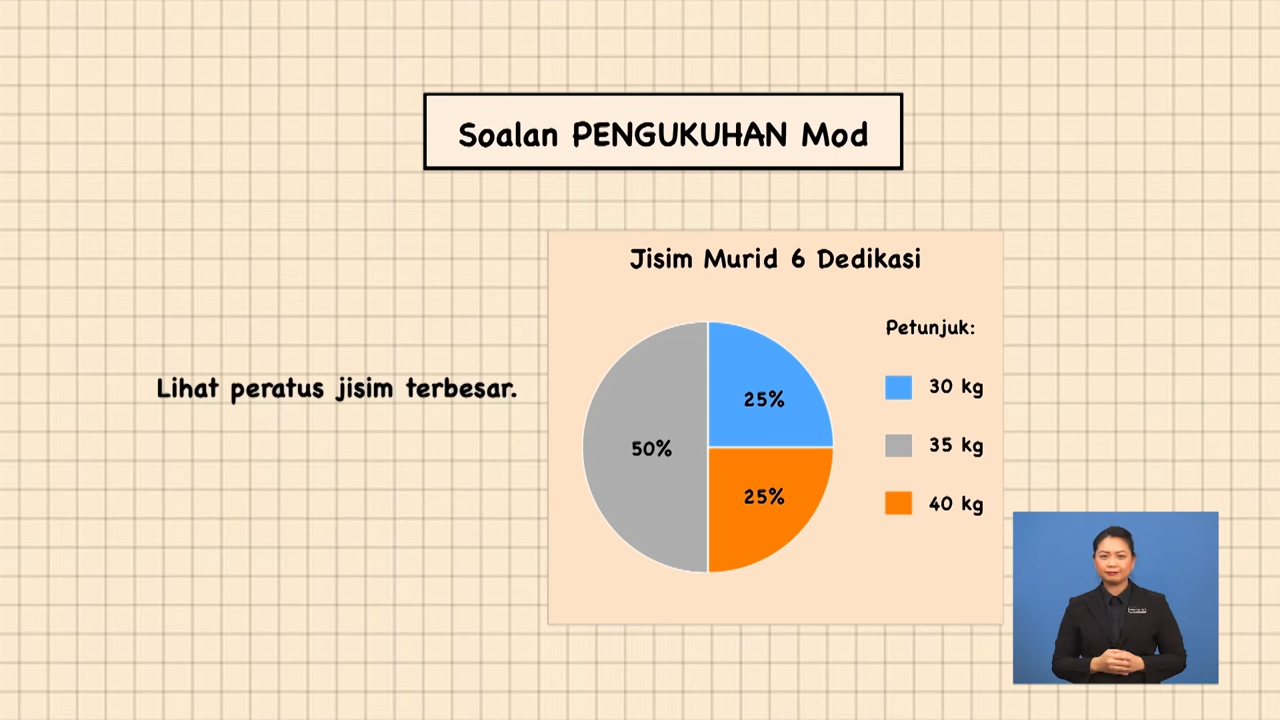 Soalan PENGUKUHAN Mod
Jisim Murid 6 Dedikasi
Lihat peratus jisim terbesar.
50%
25%
25%
Petunjuk:
30 kg
35 kg
40 kg